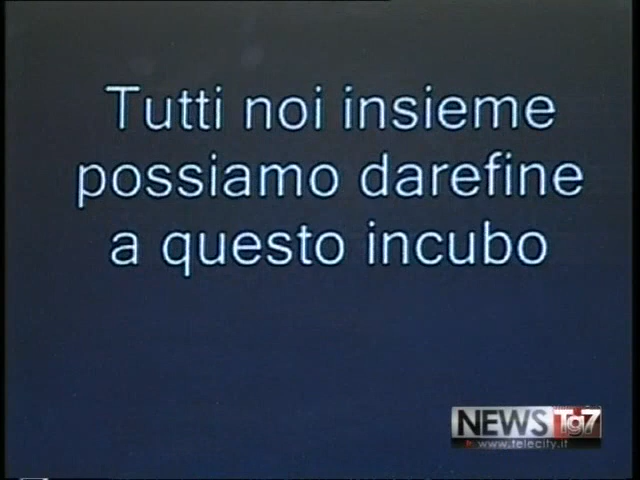 Tutti noi insieme
possiamo darefine
a questo incubo
NEWS Tg7
www.telecity.it